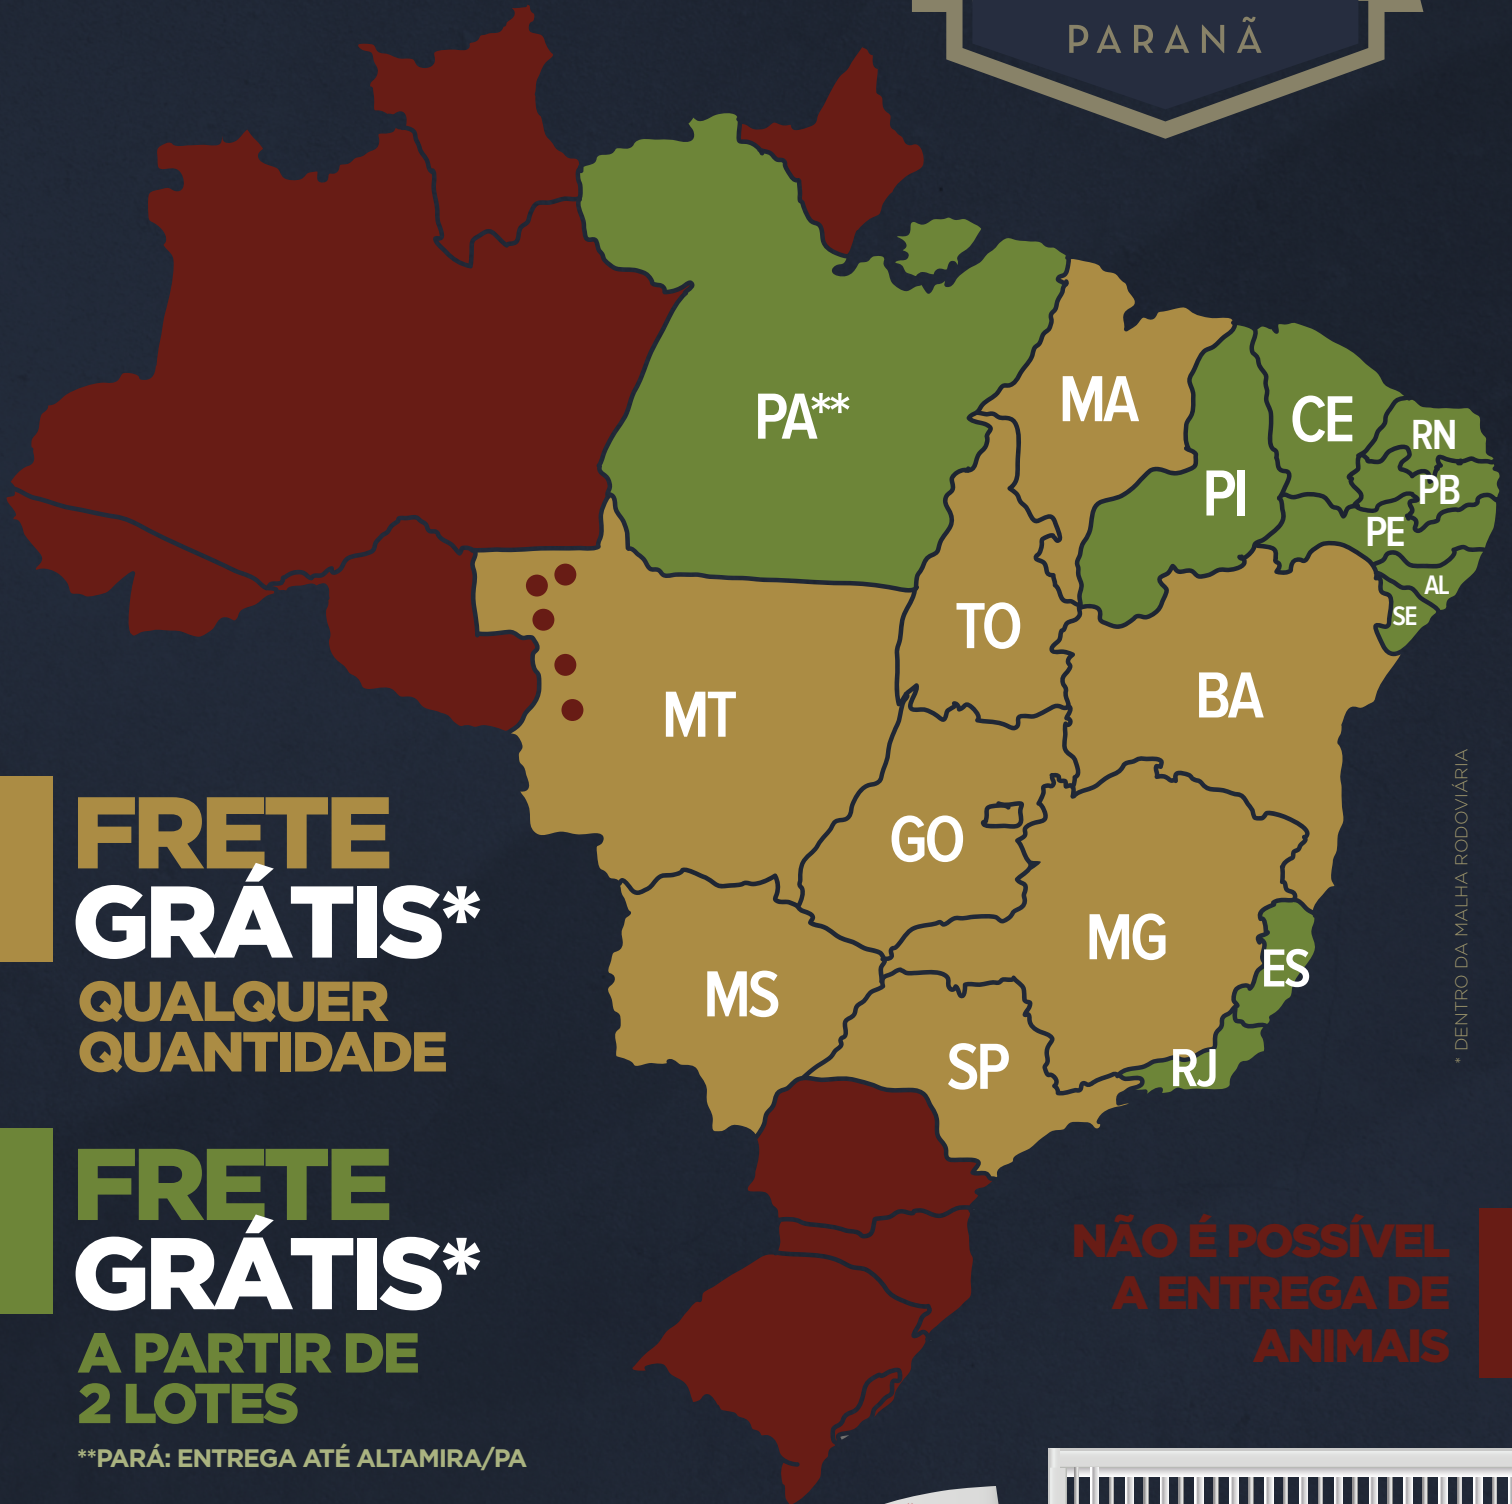 PARANÃ
PA**
MA
CE
RN
PI
PB
PE
AL
SE
TO
BA
MT
GO
MG
ES
MS
SP
RJ
FRETE
GRÁTIS*
QUALQUER
QUANTIDADE
FRETE
GRÁTIS*
A PARTIR DE
2 LOTES
**PARÁ: ENTREGA ATÉ ALTAMIRA/PA
* DENTRO DA MALHA RODOVIÁRIA
NÃO É POSSÍVEL
A ENTREGA DE
ANIMAIS